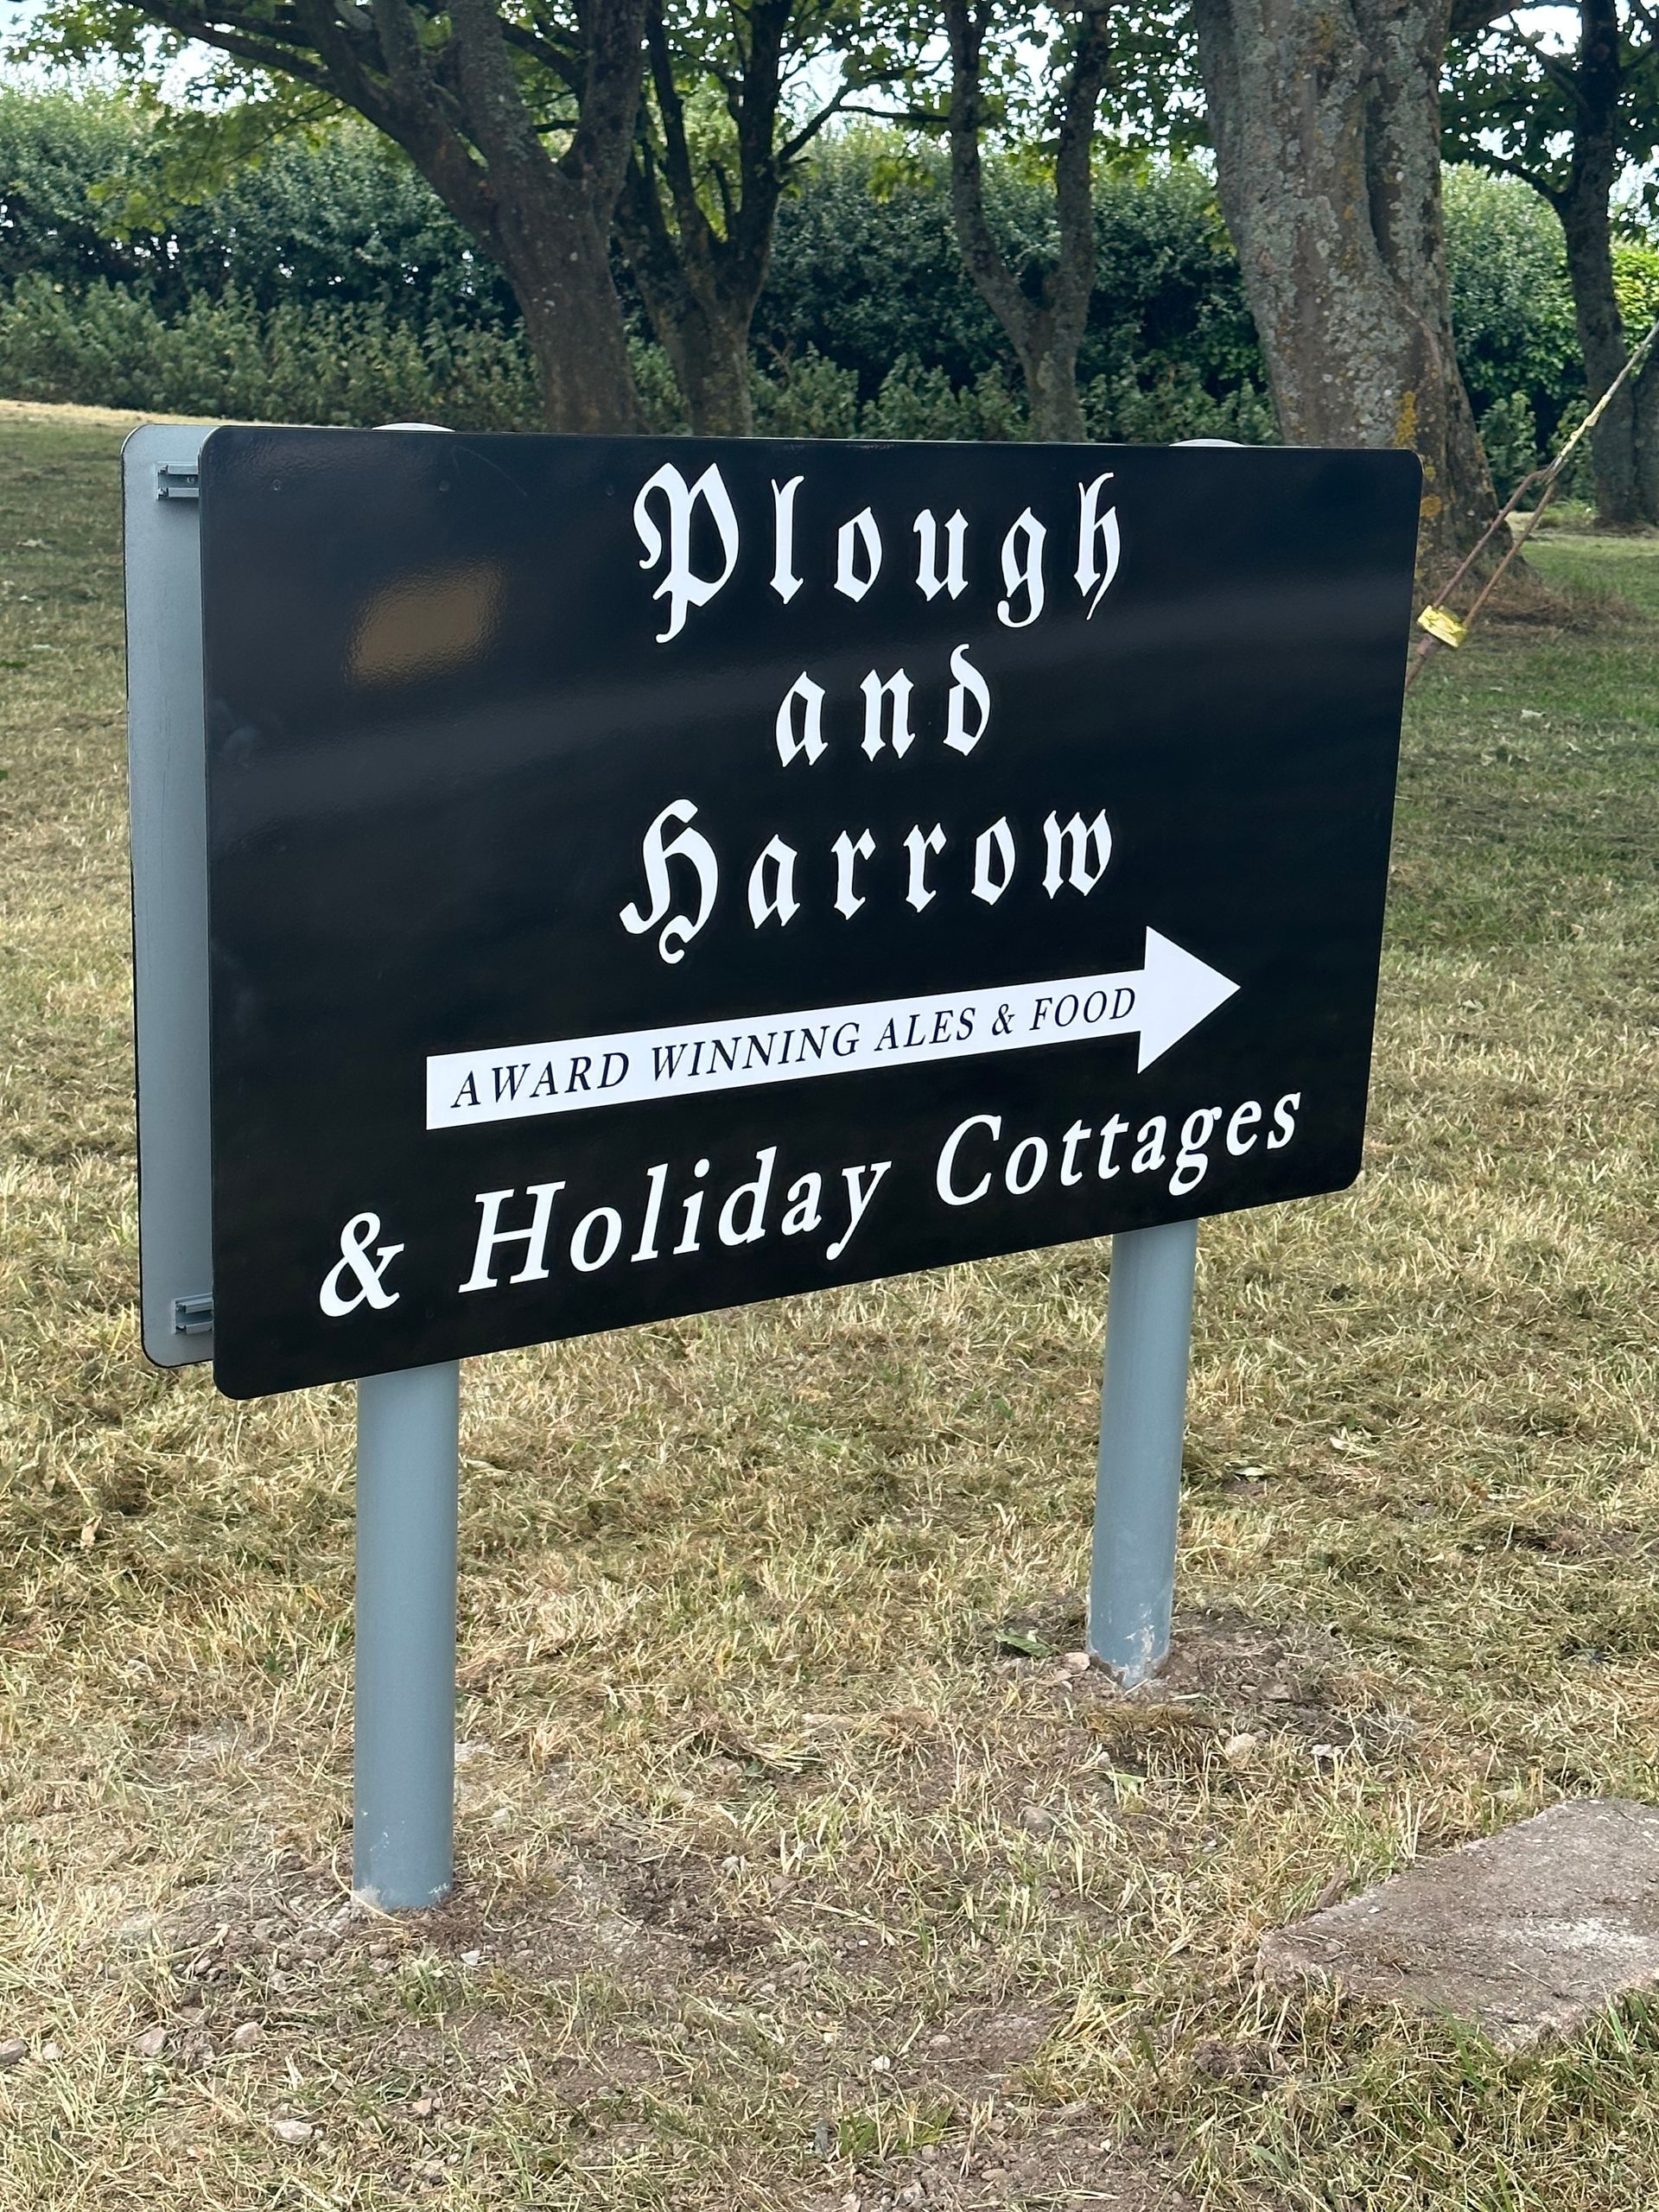 Plough
and
Harrow
AWARD WINNING ALES & FOOD
& Holiday Cottages